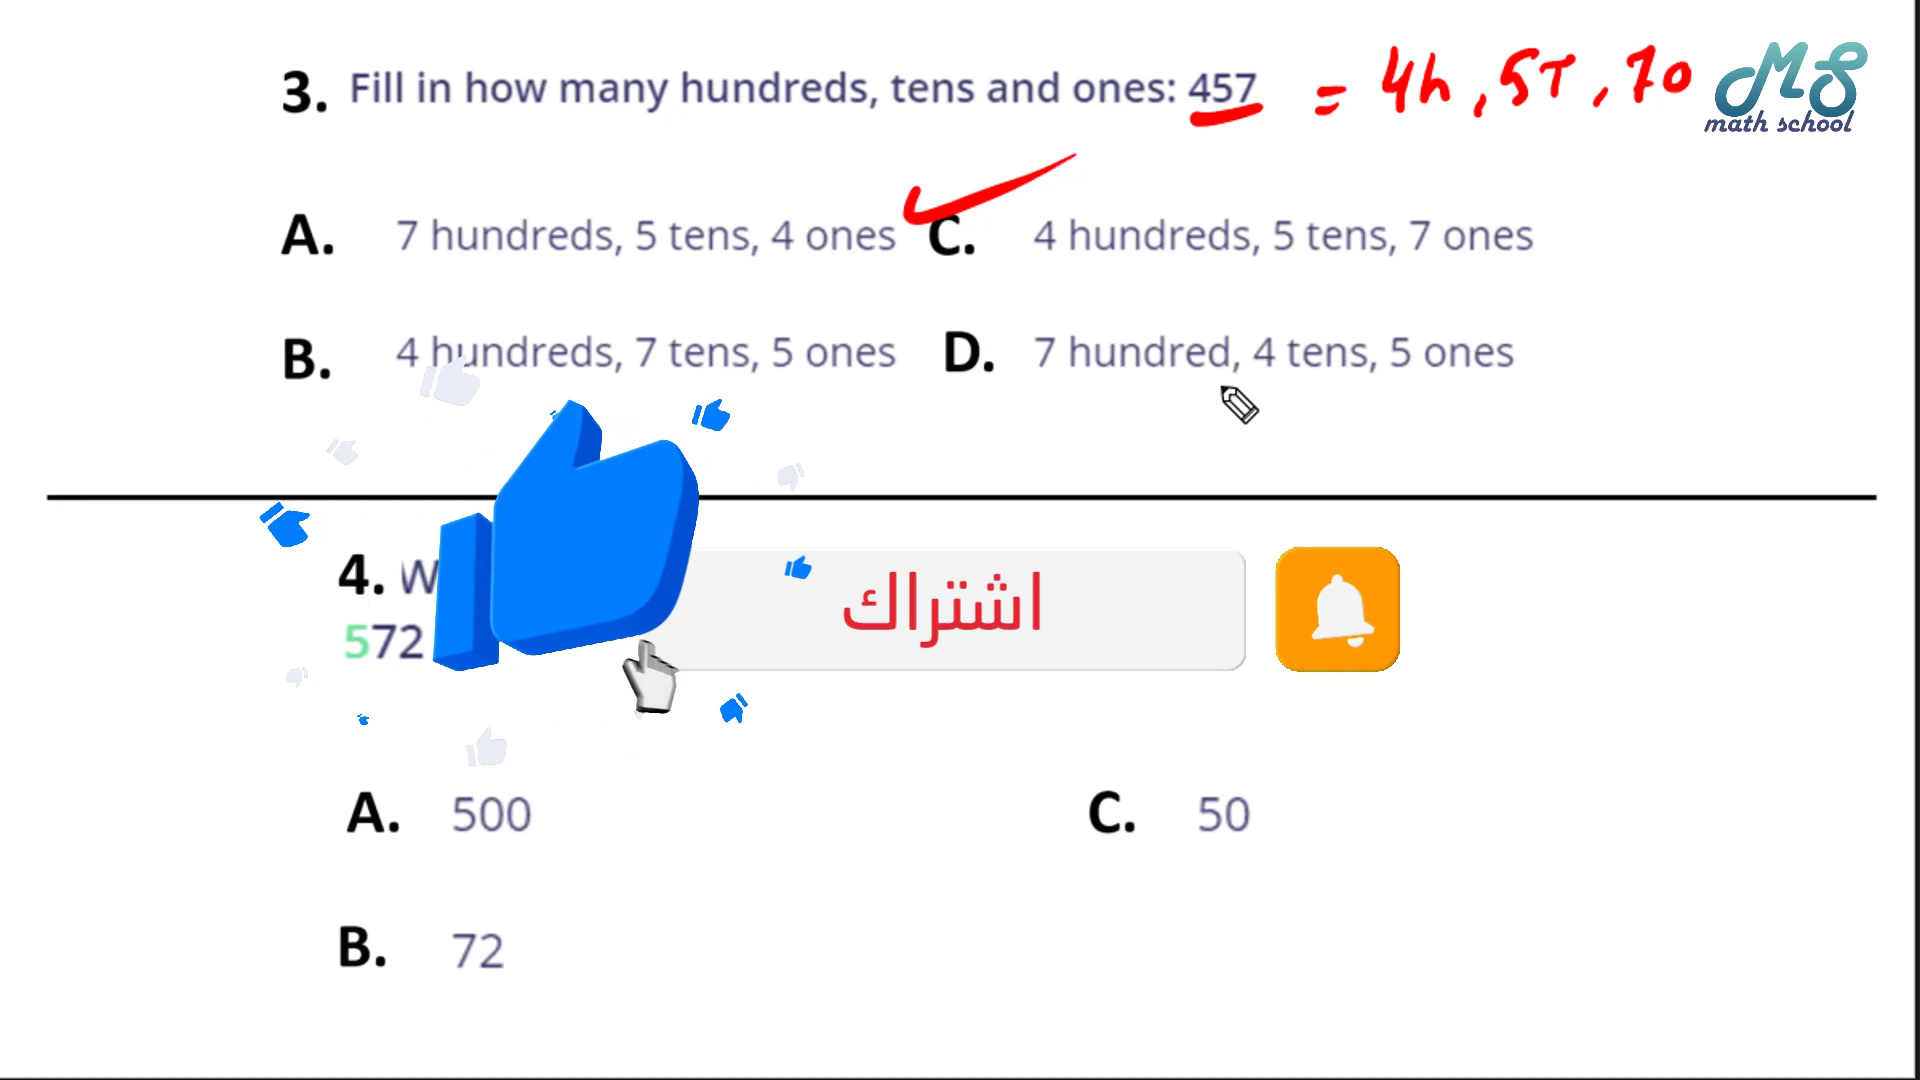 3. Fill in how many hundreds, tens and ones: 457 = 4h, 5T, 7o
MS
math school
A. 7 hundreds, 5 tens, 4 ones
C. 4 hundreds, 5 tens, 7 ones
B. 4 hundreds, 7 tens, 5 ones
D. 7 hundred, 4 tens, 5 ones
4.
اشتراك
572
A. 500
C. 50
B. 72